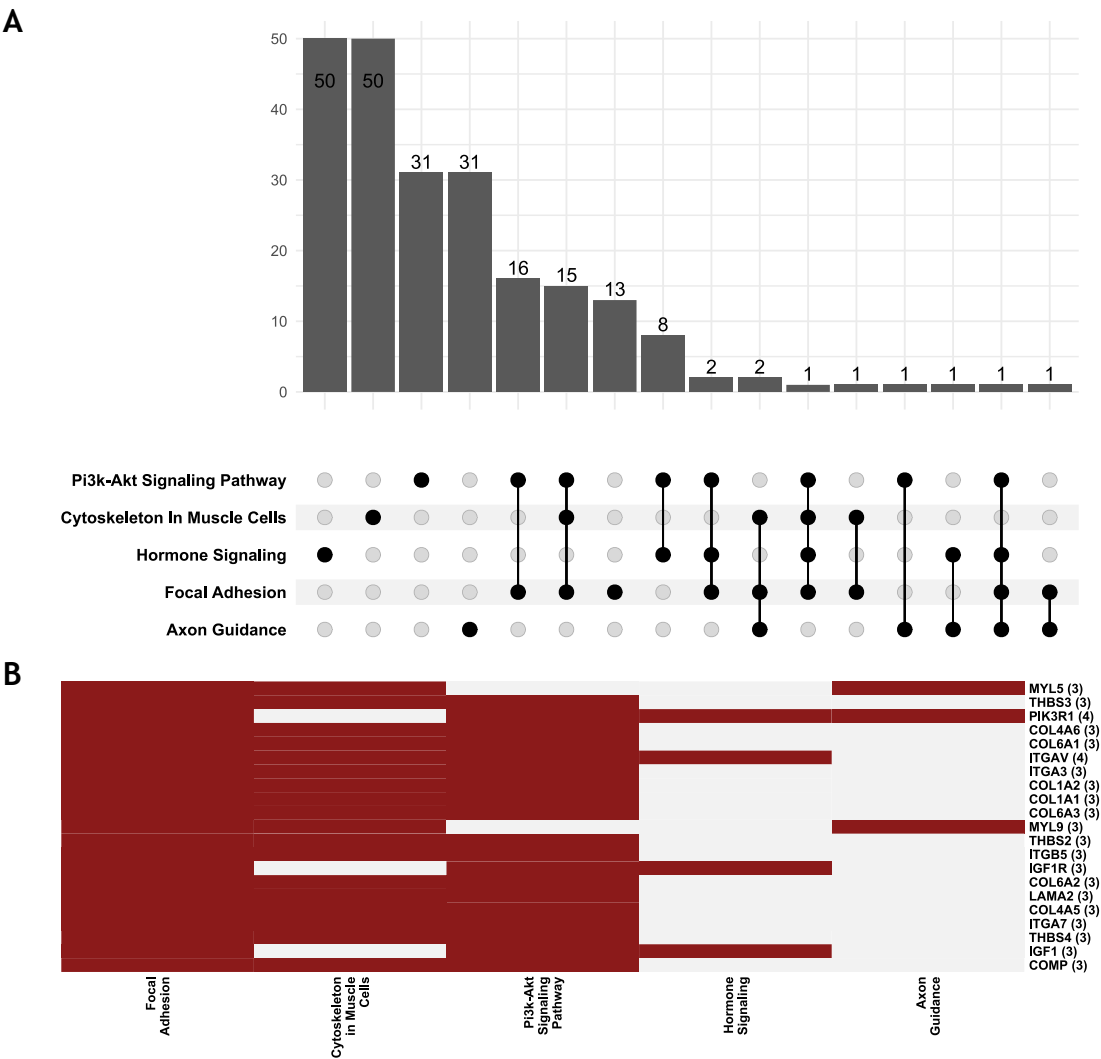 A
50
40
30
20
10
0
50 50 31 31 16 15 13 8 2 2 1 1 1 1 1 1
Pi3k-Akt Signaling Pathway
Cytoskeleton In Muscle Cells
Hormone Signaling
Focal Adhesion
Axon Guidance
B
MYL5 (3)
THBS3 (3)
PIK3R1 (4)
COL4A6 (3)
COL6A1 (3)
ITGAV (4)
ITGA3 (3)
COL1A2 (3)
COL1A1 (3)
COL6A3 (3)
MYL9 (3)
THBS2 (3)
ITGB5 (3)
IGF1R (3)
COL6A2 (3)
LAMA2 (3)
COL4A5 (3)
ITGA7 (3)
THBS4 (3)
IGF1 (3)
COMP (3)
Focal
Adhesion
Cytoskeleton
in Muscle
Cells
Pi3k-Akt
Signaling
Pathway
Hormone
Signaling
Axon
Guidance